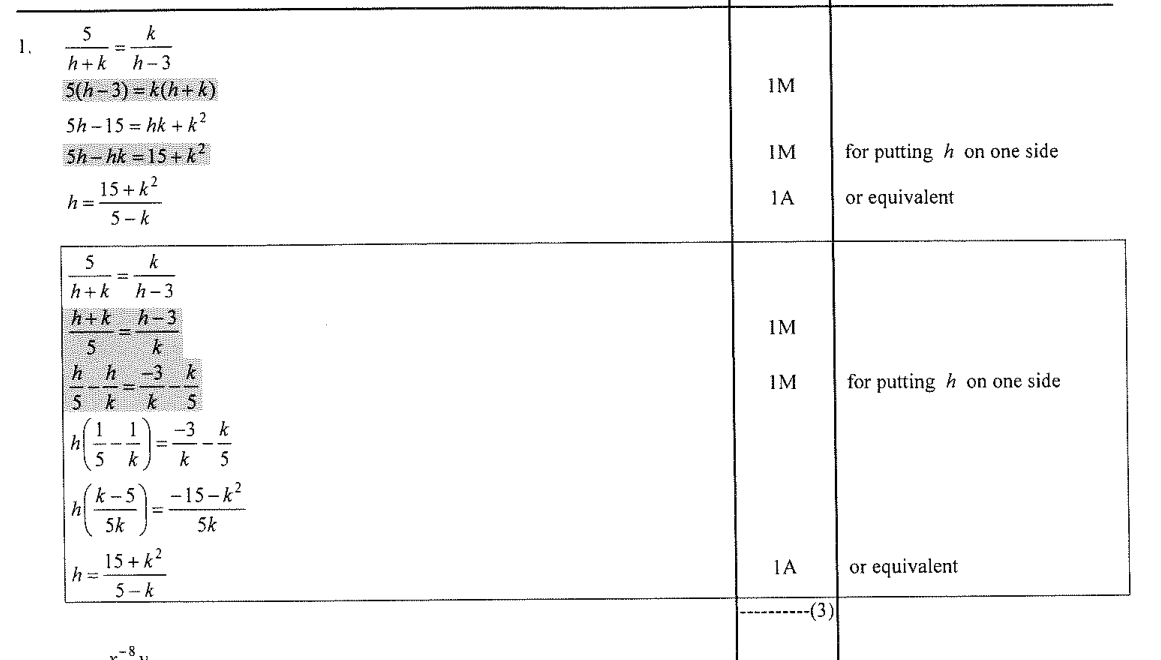 1. 5/(h+k) = k/(h−3)
5(h−3) = k(h+k) 1M
5h−15 = hk+k²
5h−hk = 15+k² 1M for putting h on one side
h = (15+k²)/(5−k) 1A or equivalent
5/(h+k) = k/(h−3)
(h+k)/5 = (h−3)/k 1M
h/5 − h/k = −3/k − k/5 1M for putting h on one side
h(1/5 − 1/k) = −3/k − k/5
h((k−5)/5k) = (−15−k²)/5k
h = (15+k²)/(5−k) 1A or equivalent
----------(3)
x⁻⁸y